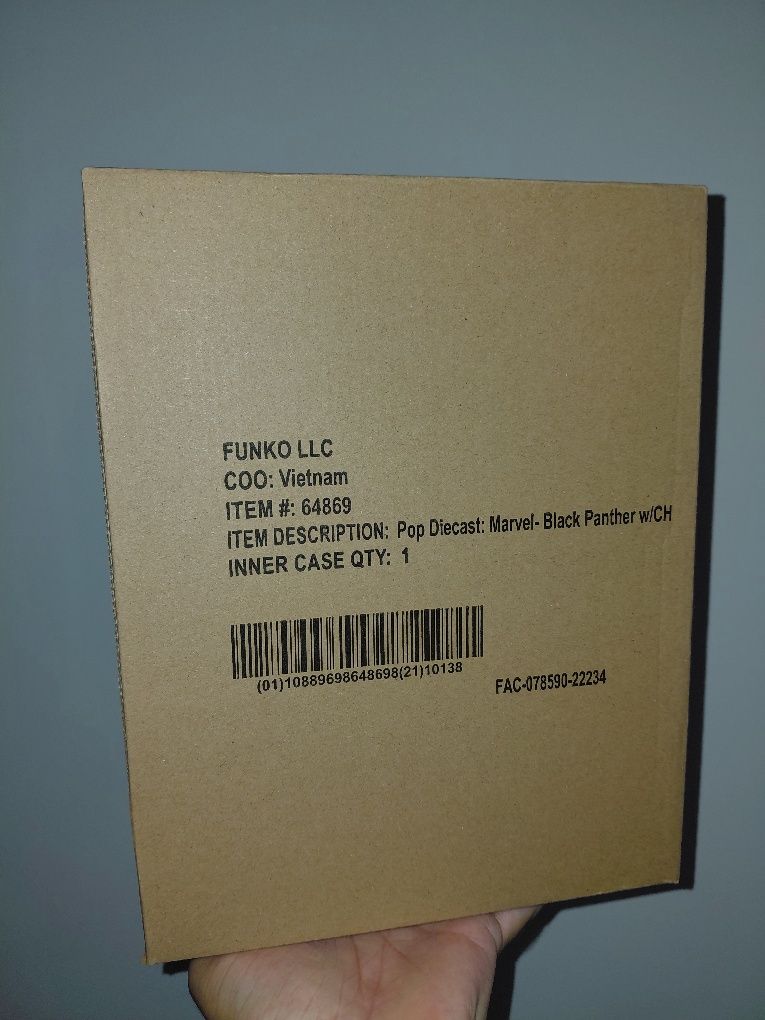 FUNKO LLC
COO: Vietnam
ITEM #: 64869
ITEM DESCRIPTION: Pop Diecast: Marvel- Black Panther w/CH
INNER CASE QTY: 1
(01)10889698648698(21)10138
FAC-078590-22234